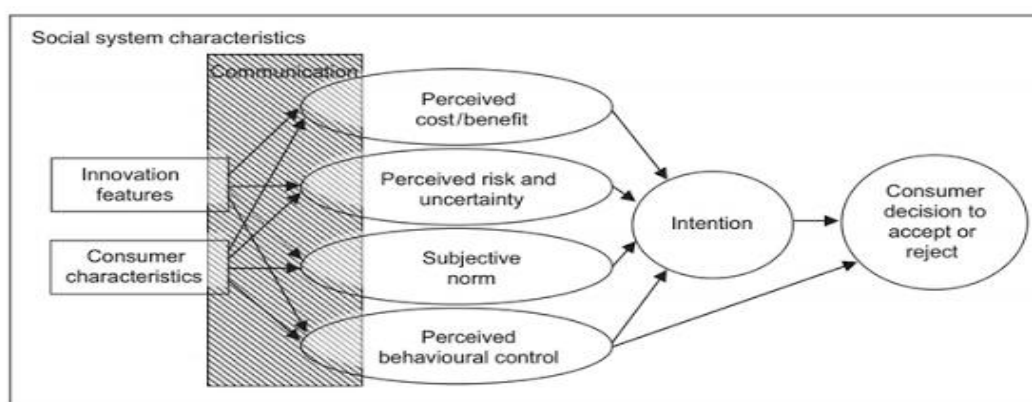 Social system characteristics
Communication
Perceived
cost/benefit
Innovation
features
Perceived risk and
uncertainty
Consumer
characteristics
Subjective
norm
Perceived
behavioural control
Intention
Consumer
decision to
accept or
reject